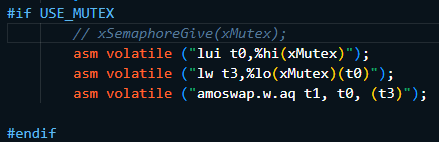 #if USE_MUTEX
// xSemaphoreGive(xMutex);
asm volatile ("lui t0,%hi(xMutex)");
asm volatile ("lw t3,%lo(xMutex)(t0)");
asm volatile ("amoswap.w.aq t1, t0, (t3)");
#endif